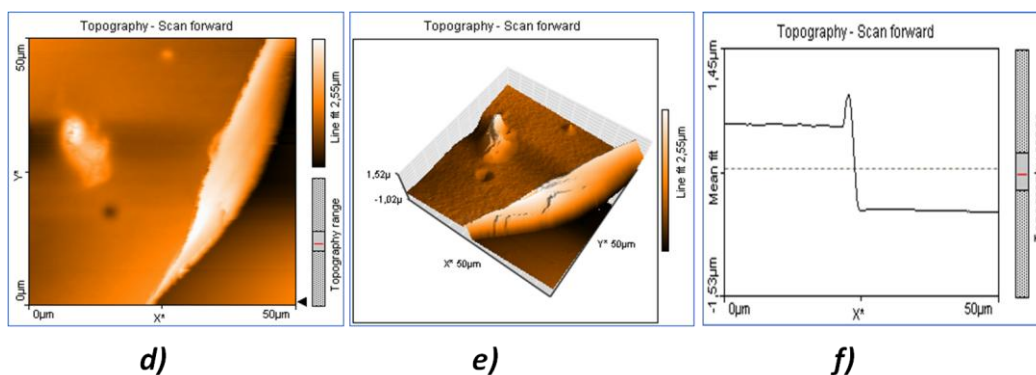 Topography - Scan forward
50µm
Y*
0µm
0µm
X*
50µm
Line fit 2,55µm
Topography range
d)
Topography - Scan forward
1,52µ
-1,02µ
X* 50µm
Y* 50µm
Line fit 2,55µm
e)
Topography - Scan forward
1,45µm
Mean fit
-1,53µm
0µm
X*
50µm
f)